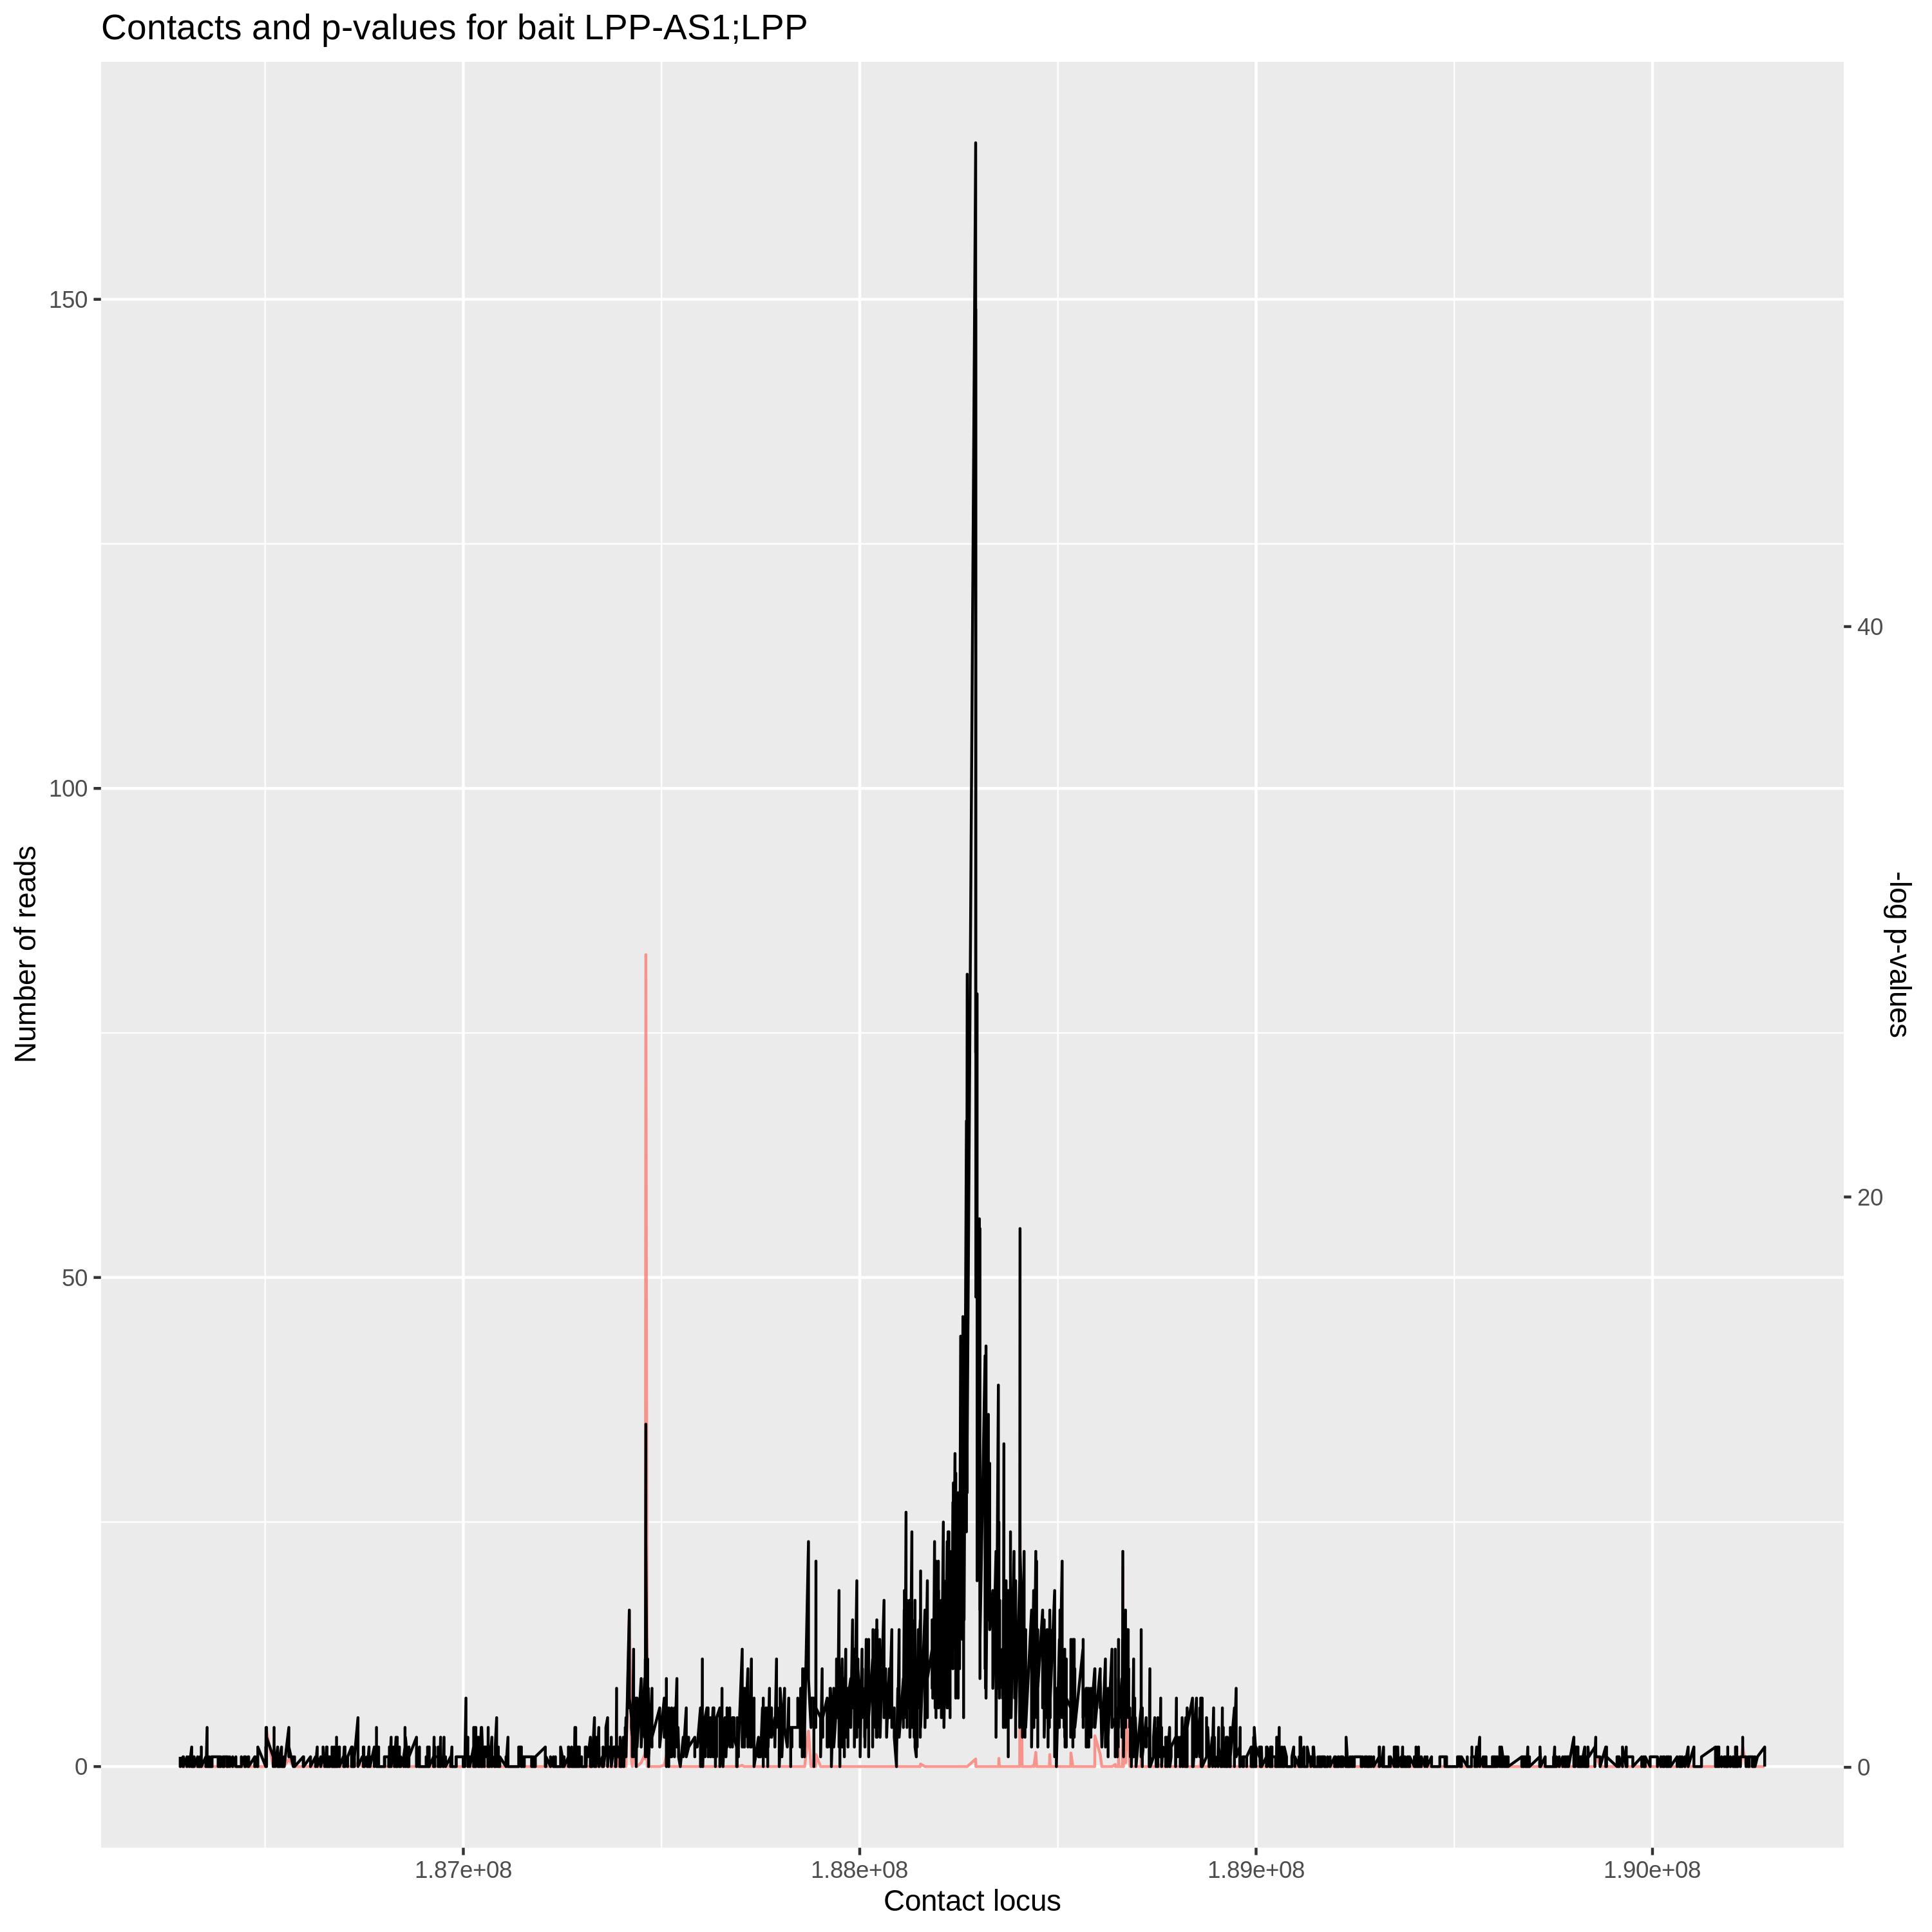 Contacts and p-values for bait LPP-AS1;LPP
150
100
50
0
Number of reads
40
20
0
-log p-values
1.87e+08
1.88e+08
1.89e+08
1.90e+08
Contact locus